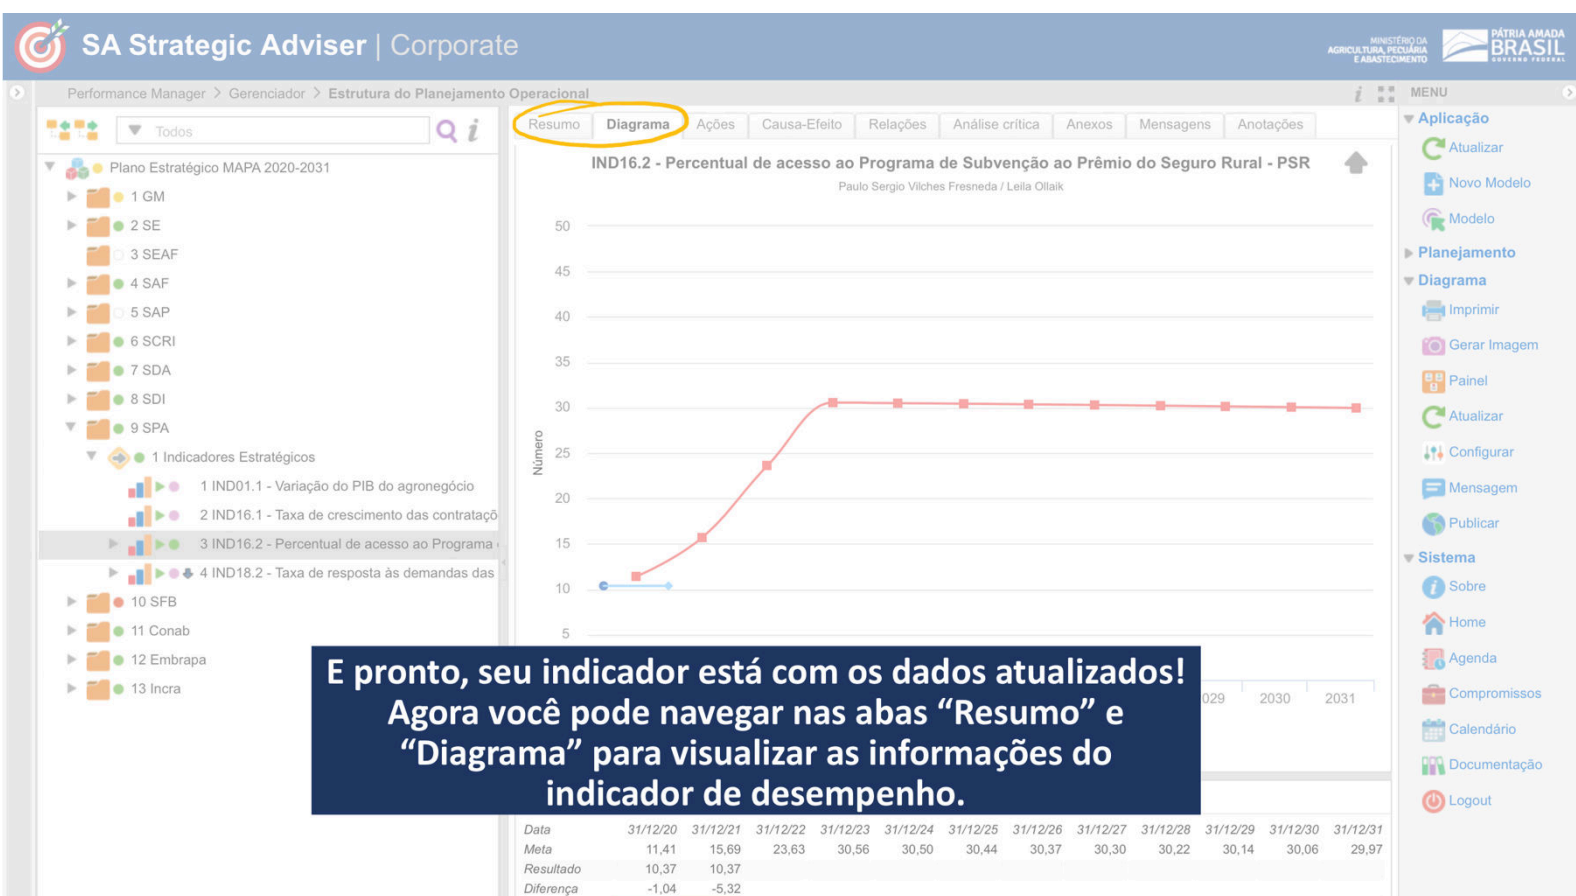 SA Strategic Adviser | Corporate
MINISTÉRIO DA
AGRICULTURA, PECUÁRIA
E ABASTECIMENTO
PÁTRIA AMADA
BRASIL
GOVERNO FEDERAL
Performance Manager > Gerenciador > Estrutura do Planejamento Operacional
MENU
Todos
Plano Estratégico MAPA 2020-2031
1 GM
2 SE
3 SEAF
4 SAF
5 SAP
6 SCRI
7 SDA
8 SDI
9 SPA
1 Indicadores Estratégicos
1 IND01.1 - Variação do PIB do agronegócio
2 IND16.1 - Taxa de crescimento das contrataçõ
3 IND16.2 - Percentual de acesso ao Programa
4 IND18.2 - Taxa de resposta às demandas das
10 SFB
11 Conab
12 Embrapa
13 Incra
Resumo Diagrama Ações Causa-Efeito Relações Análise crítica Anexos Mensagens Anotações
IND16.2 - Percentual de acesso ao Programa de Subvenção ao Prêmio do Seguro Rural - PSR
Paulo Sergio Vilches Fresneda / Leila Ollaik
Número
50
45
40
35
30
25
20
15
10
5
029 2030 2031
E pronto, seu indicador está com os dados atualizados!
Agora você pode navegar nas abas “Resumo” e
“Diagrama” para visualizar as informações do
indicador de desempenho.
Data 31/12/20 31/12/21 31/12/22 31/12/23 31/12/24 31/12/25 31/12/26 31/12/27 31/12/28 31/12/29 31/12/30 31/12/31
Meta 11,41 15,69 23,63 30,56 30,50 30,44 30,37 30,30 30,22 30,14 30,06 29,97
Resultado 10,37 10,37
Diferença -1,04 -5,32
Aplicação
Atualizar
Novo Modelo
Modelo
Planejamento
Diagrama
Imprimir
Gerar Imagem
Painel
Atualizar
Configurar
Mensagem
Publicar
Sistema
Sobre
Home
Agenda
Compromissos
Calendário
Documentação
Logout